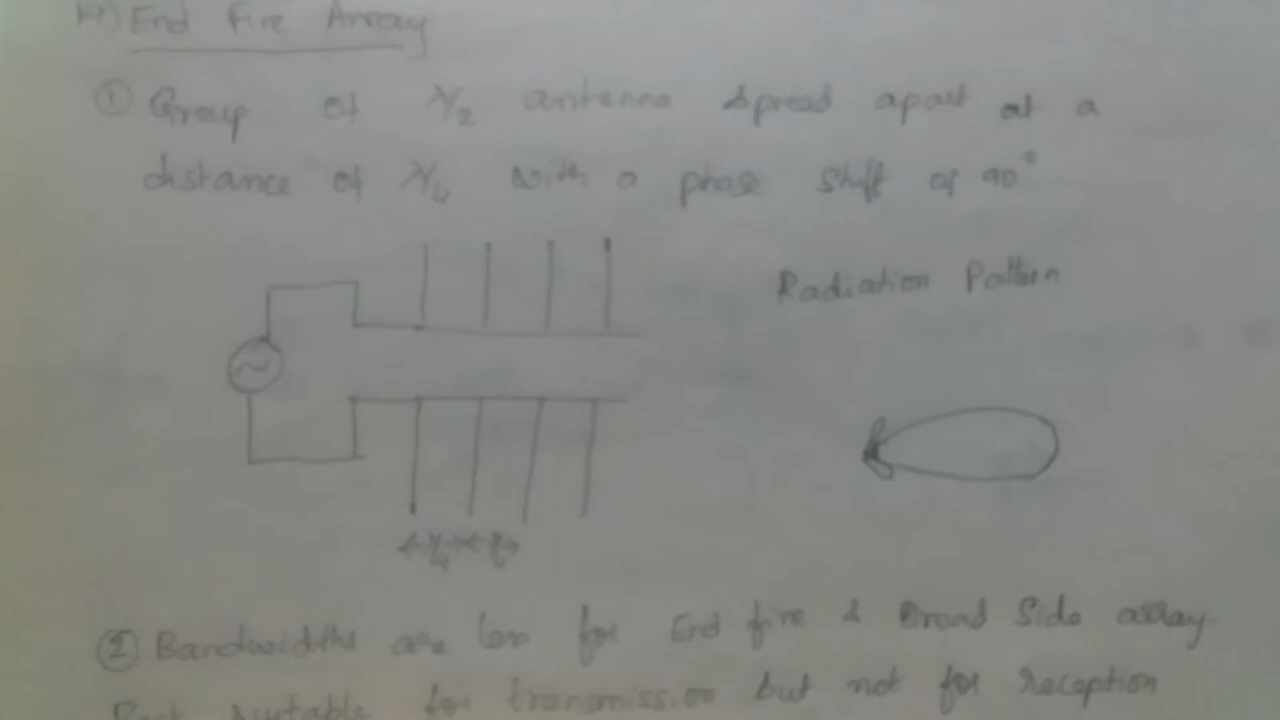 14) End Fire Array
① Group of λ/2 antenna spread apart at a
distance of λ/4 with a phase shift of 90°
Radiation Pattern
λ/4
② Bandwidths are less for End fire & Broad Side array.
suitable for transmission but not for reception